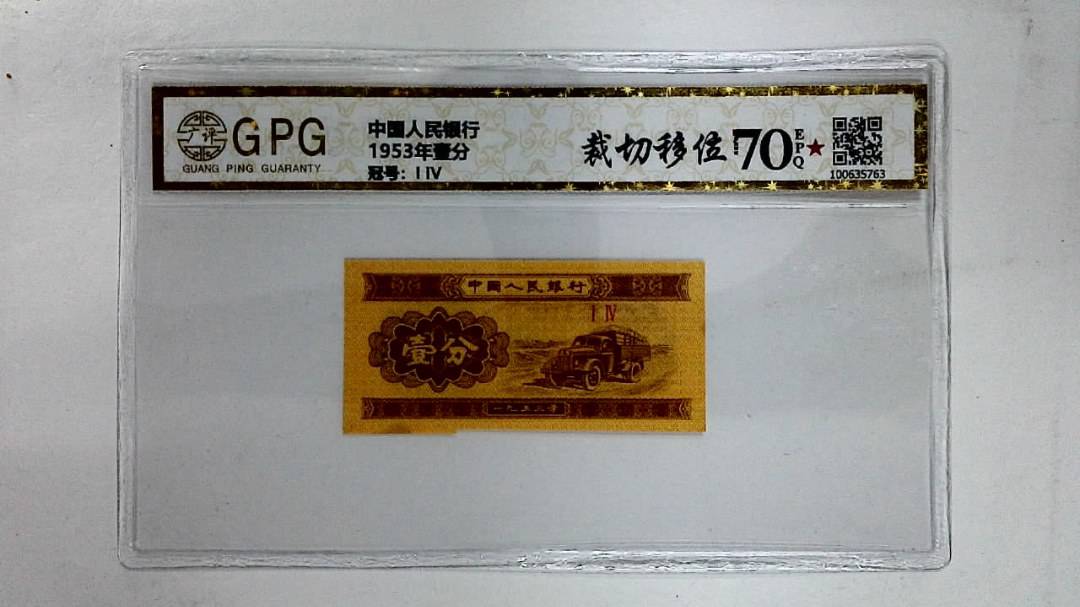 广评 GPG
GUANG PING GUARANTY
中国人民银行
1953年壹分
冠号: I IV
裁切移位 70 EPQ★
100635763
中国人民银行
I IV
壹分
一九五三年